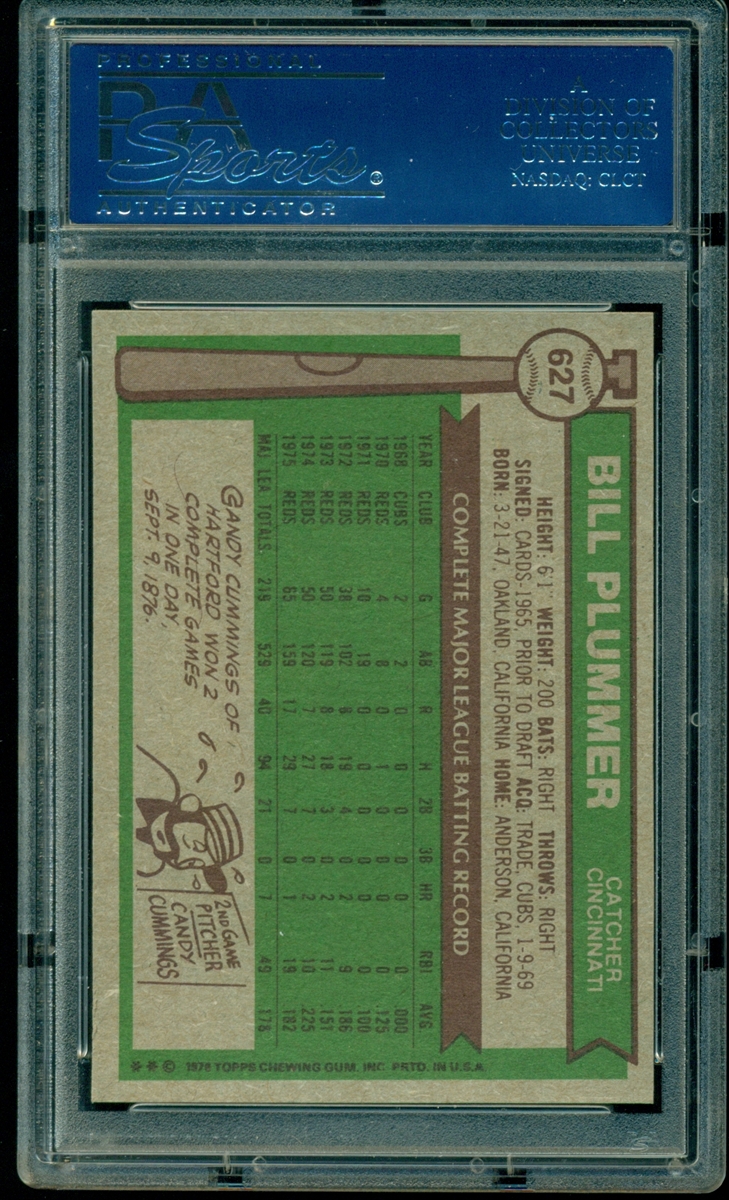 PROFESSIONAL
PSA
Sports®
AUTHENTICATOR
A
DIVISION OF
COLLECTORS
UNIVERSE
NASDAQ: CLCT
627
BILL PLUMMER
CATCHER
CINCINNATI
HEIGHT: 6'1" WEIGHT: 200 BATS: RIGHT THROWS: RIGHT
SIGNED: CARDS-1965, PRIOR TO DRAFT ACQ: TRADE, CUBS, 1-9-69
BORN: 3-21-47, OAKLAND, CALIFORNIA HOME: ANDERSON, CALIFORNIA
COMPLETE MAJOR LEAGUE BATTING RECORD
YEAR CLUB G AB R H 2B 3B HR RBI AVG
1968 CUBS 2 2 0 0 0 0 0 0 .000
1970 REDS 4 8 0 1 0 0 0 0 .125
1971 REDS 10 19 0 0 0 0 0 0 .100
1972 REDS 38 102 8 19 4 0 2 9 .186
1973 REDS 50 119 8 18 3 0 2 11 .151
1974 REDS 50 120 7 27 7 0 2 10 .225
1975 REDS 65 159 17 29 7 0 1 19 .182
MAJ. LEA. TOTALS 219 529 40 94 21 0 7 49 .178
CANDY CUMMINGS OF
HARTFORD WON 2
COMPLETE GAMES
IN ONE DAY,
SEPT. 9, 1876.
2ND GAME
PITCHER
CANDY
CUMMINGS
**© 1976 TOPPS CHEWING GUM, INC. PRTD. IN U.S.A.